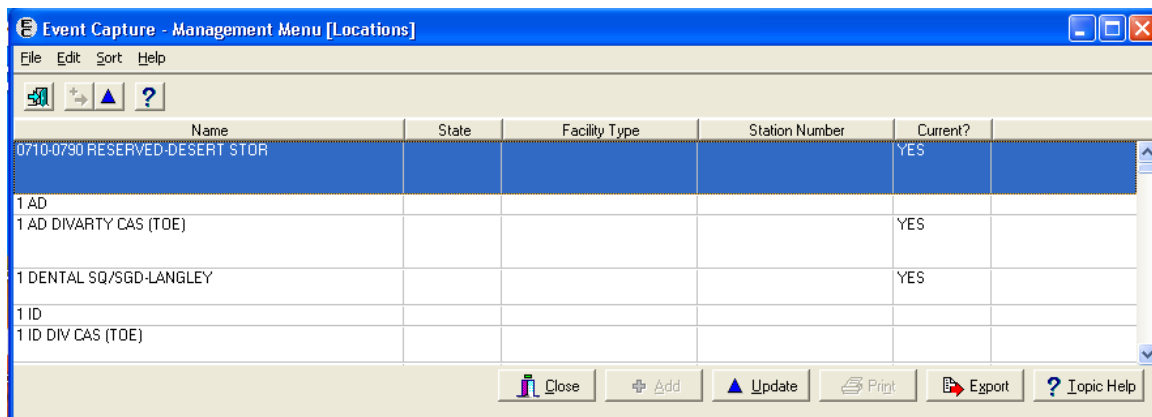 Event Capture - Management Menu [Locations]
File Edit Sort Help
?
Name State Facility Type Station Number Current?
0710-0790 RESERVED-DESERT STOR YES
1 AD
1 AD DIVARTY CAS (TOE) YES
1 DENTAL SQ/SGD-LANGLEY YES
1 ID
1 ID DIV CAS (TOE)
Close Add Update Print Export ? Topic Help